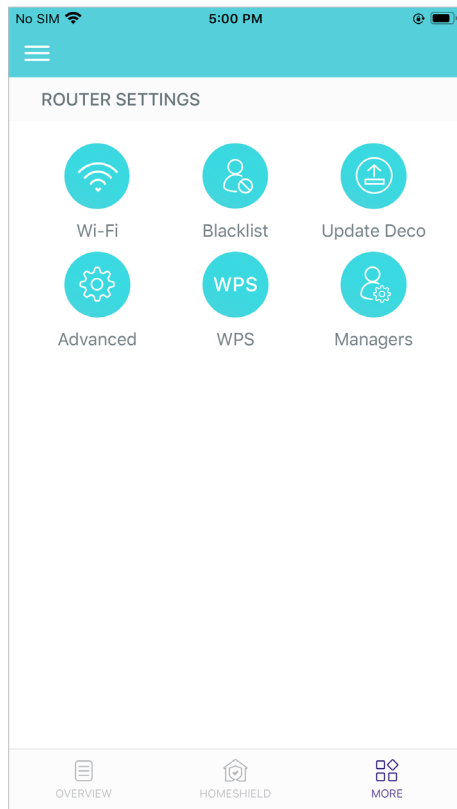 No SIM 5:00 PM
ROUTER SETTINGS
Wi-Fi Blacklist Update Deco
WPS
Advanced WPS Managers
OVERVIEW HOMESHIELD MORE